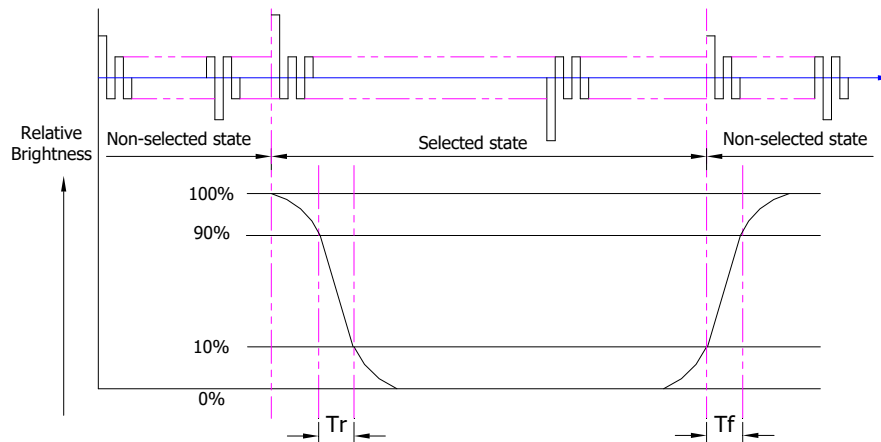 Relative
Brightness
Non-selected state
Selected state
Non-selected state
100%
90%
10%
0%
Tr
Tf